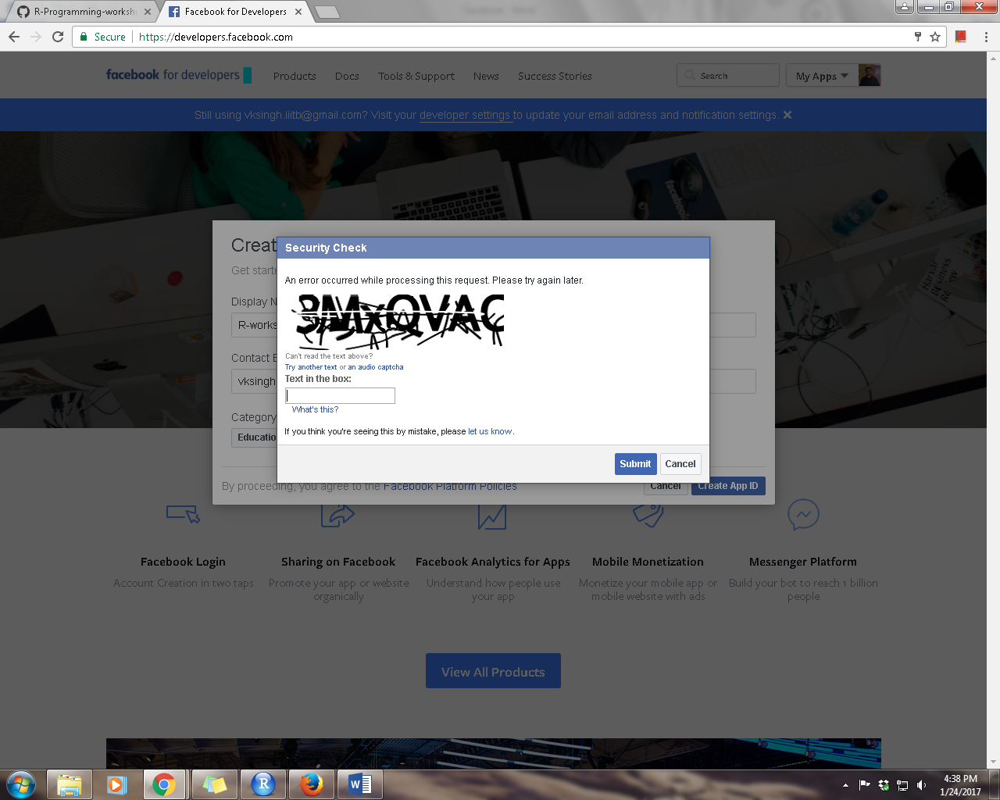 R-Programming-worksh
Facebook for Developers
Secure
https://developers.facebook.com
facebook for developers
Products
Docs
Tools & Support
News
Success Stories
Search
My Apps
Still using vksingh.iiitb@gmail.com? Visit your developer settings to update your email address and notification settings.
Creat
Get starte
Display N
R-works
Contact E
vksingh
Category
Educatio
By proceeding, you agree to the Facebook Platform Policies
Cancel
Create App ID
Security Check
An error occurred while processing this request. Please try again later.
Can't read the text above?
Try another text or an audio captcha
Text in the box:
What's this?
If you think you're seeing this by mistake, please let us know.
Submit
Cancel
Facebook Login
Account Creation in two taps
Sharing on Facebook
Promote your app or website
organically
Facebook Analytics for Apps
Understand how people use
your app
Mobile Monetization
Monetize your mobile app or
mobile website with ads
Messenger Platform
Build your bot to reach 1 billion
people
View All Products
4:38 PM
1/24/2017